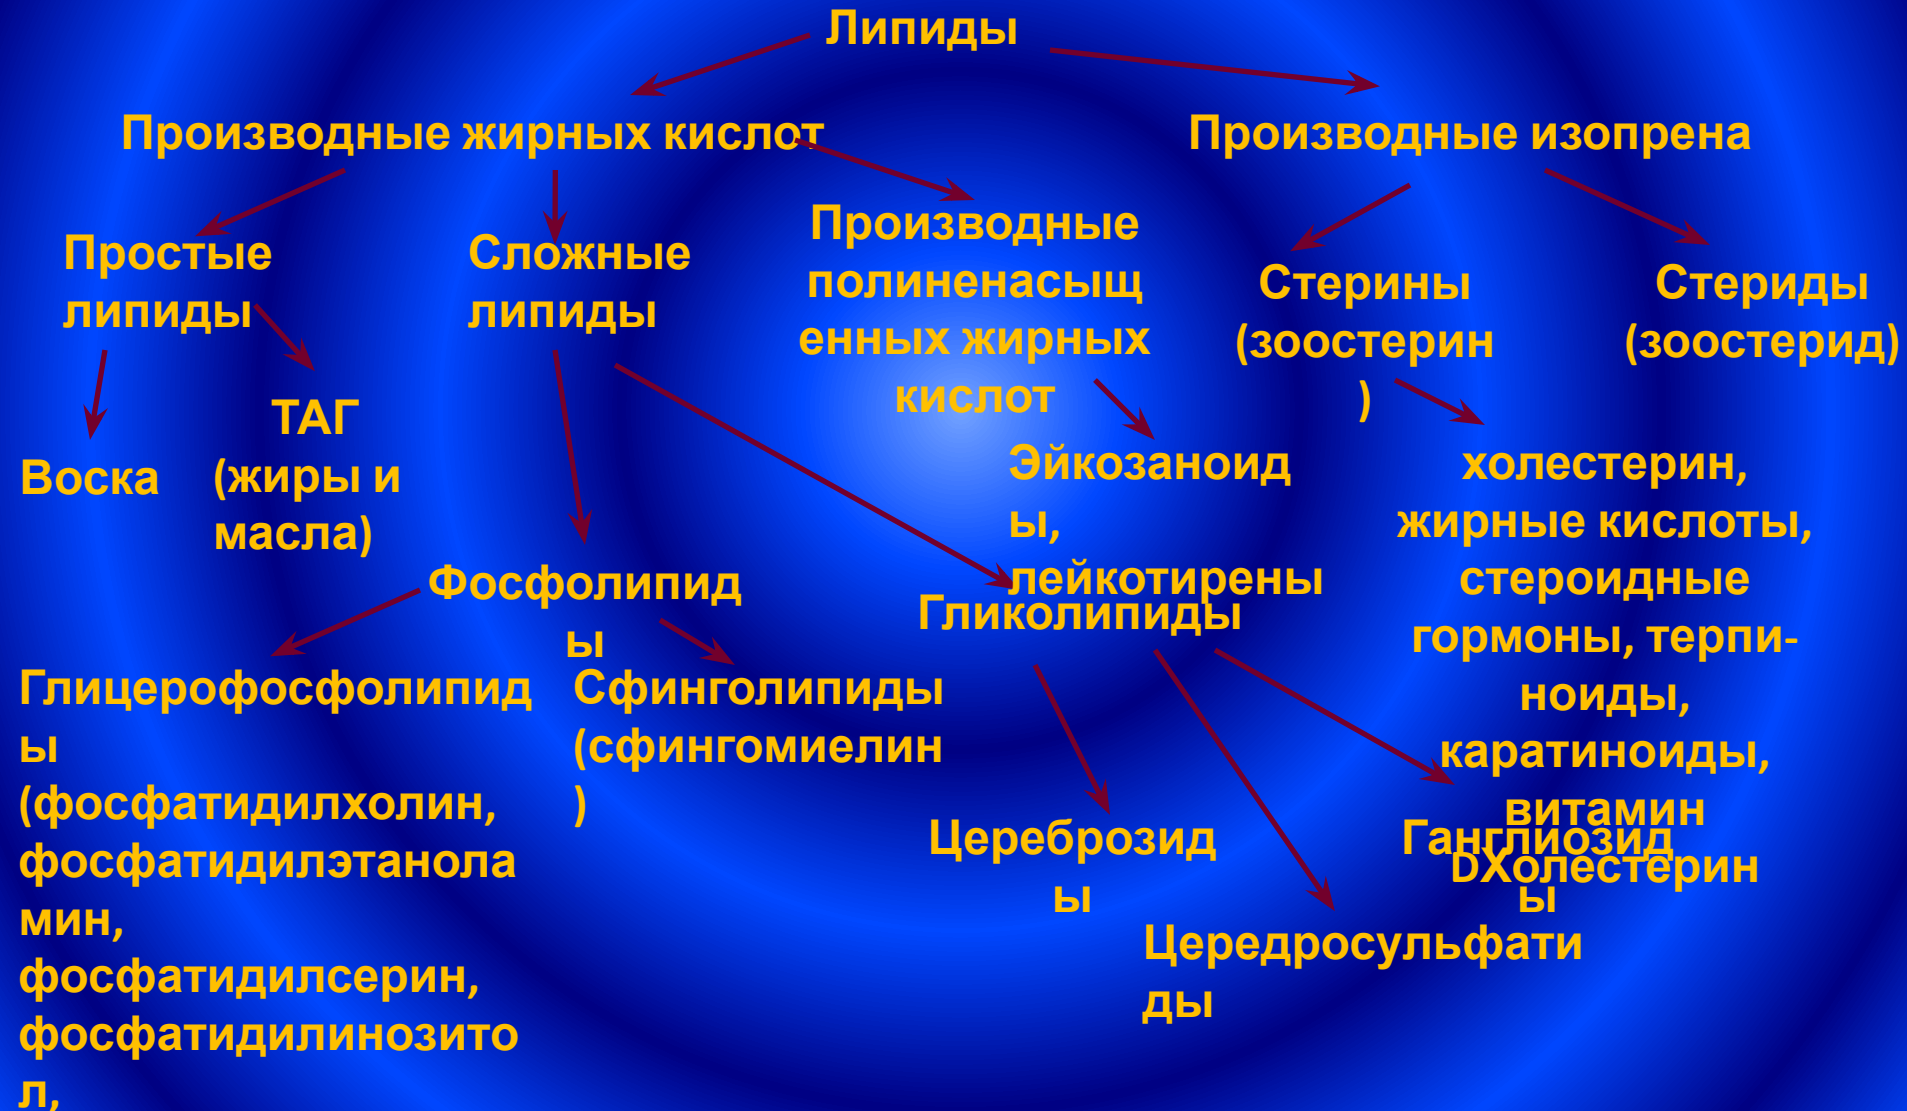 Липиды
Производные жирных кислот
Производные изопрена
Простые
липиды
Сложные
липиды
Производные
полиненасыщ
енных жирных
кислот
Стерины
(зоостерин
)
Стериды
(зоостерид)
Воска
ТАГ
(жиры и
масла)
Эйкозаноид
ы,
лейкотирены
холестерин,
жирные кислоты,
стероидные
гормоны, терпи-
ноиды,
каратиноиды,
витамин
DХолестерин
Фосфолипид
ы
Гликолипиды
Глицерофосфолипид
ы
(фосфатидилхолин,
фосфатидилэтанола
мин,
фосфатидилсерин,
фосфатидилинозито
л,
Сфинголипиды
(сфингомиелин
)
Цереброзид
ы
Цередросульфати
ды
Ганглиозид
ы